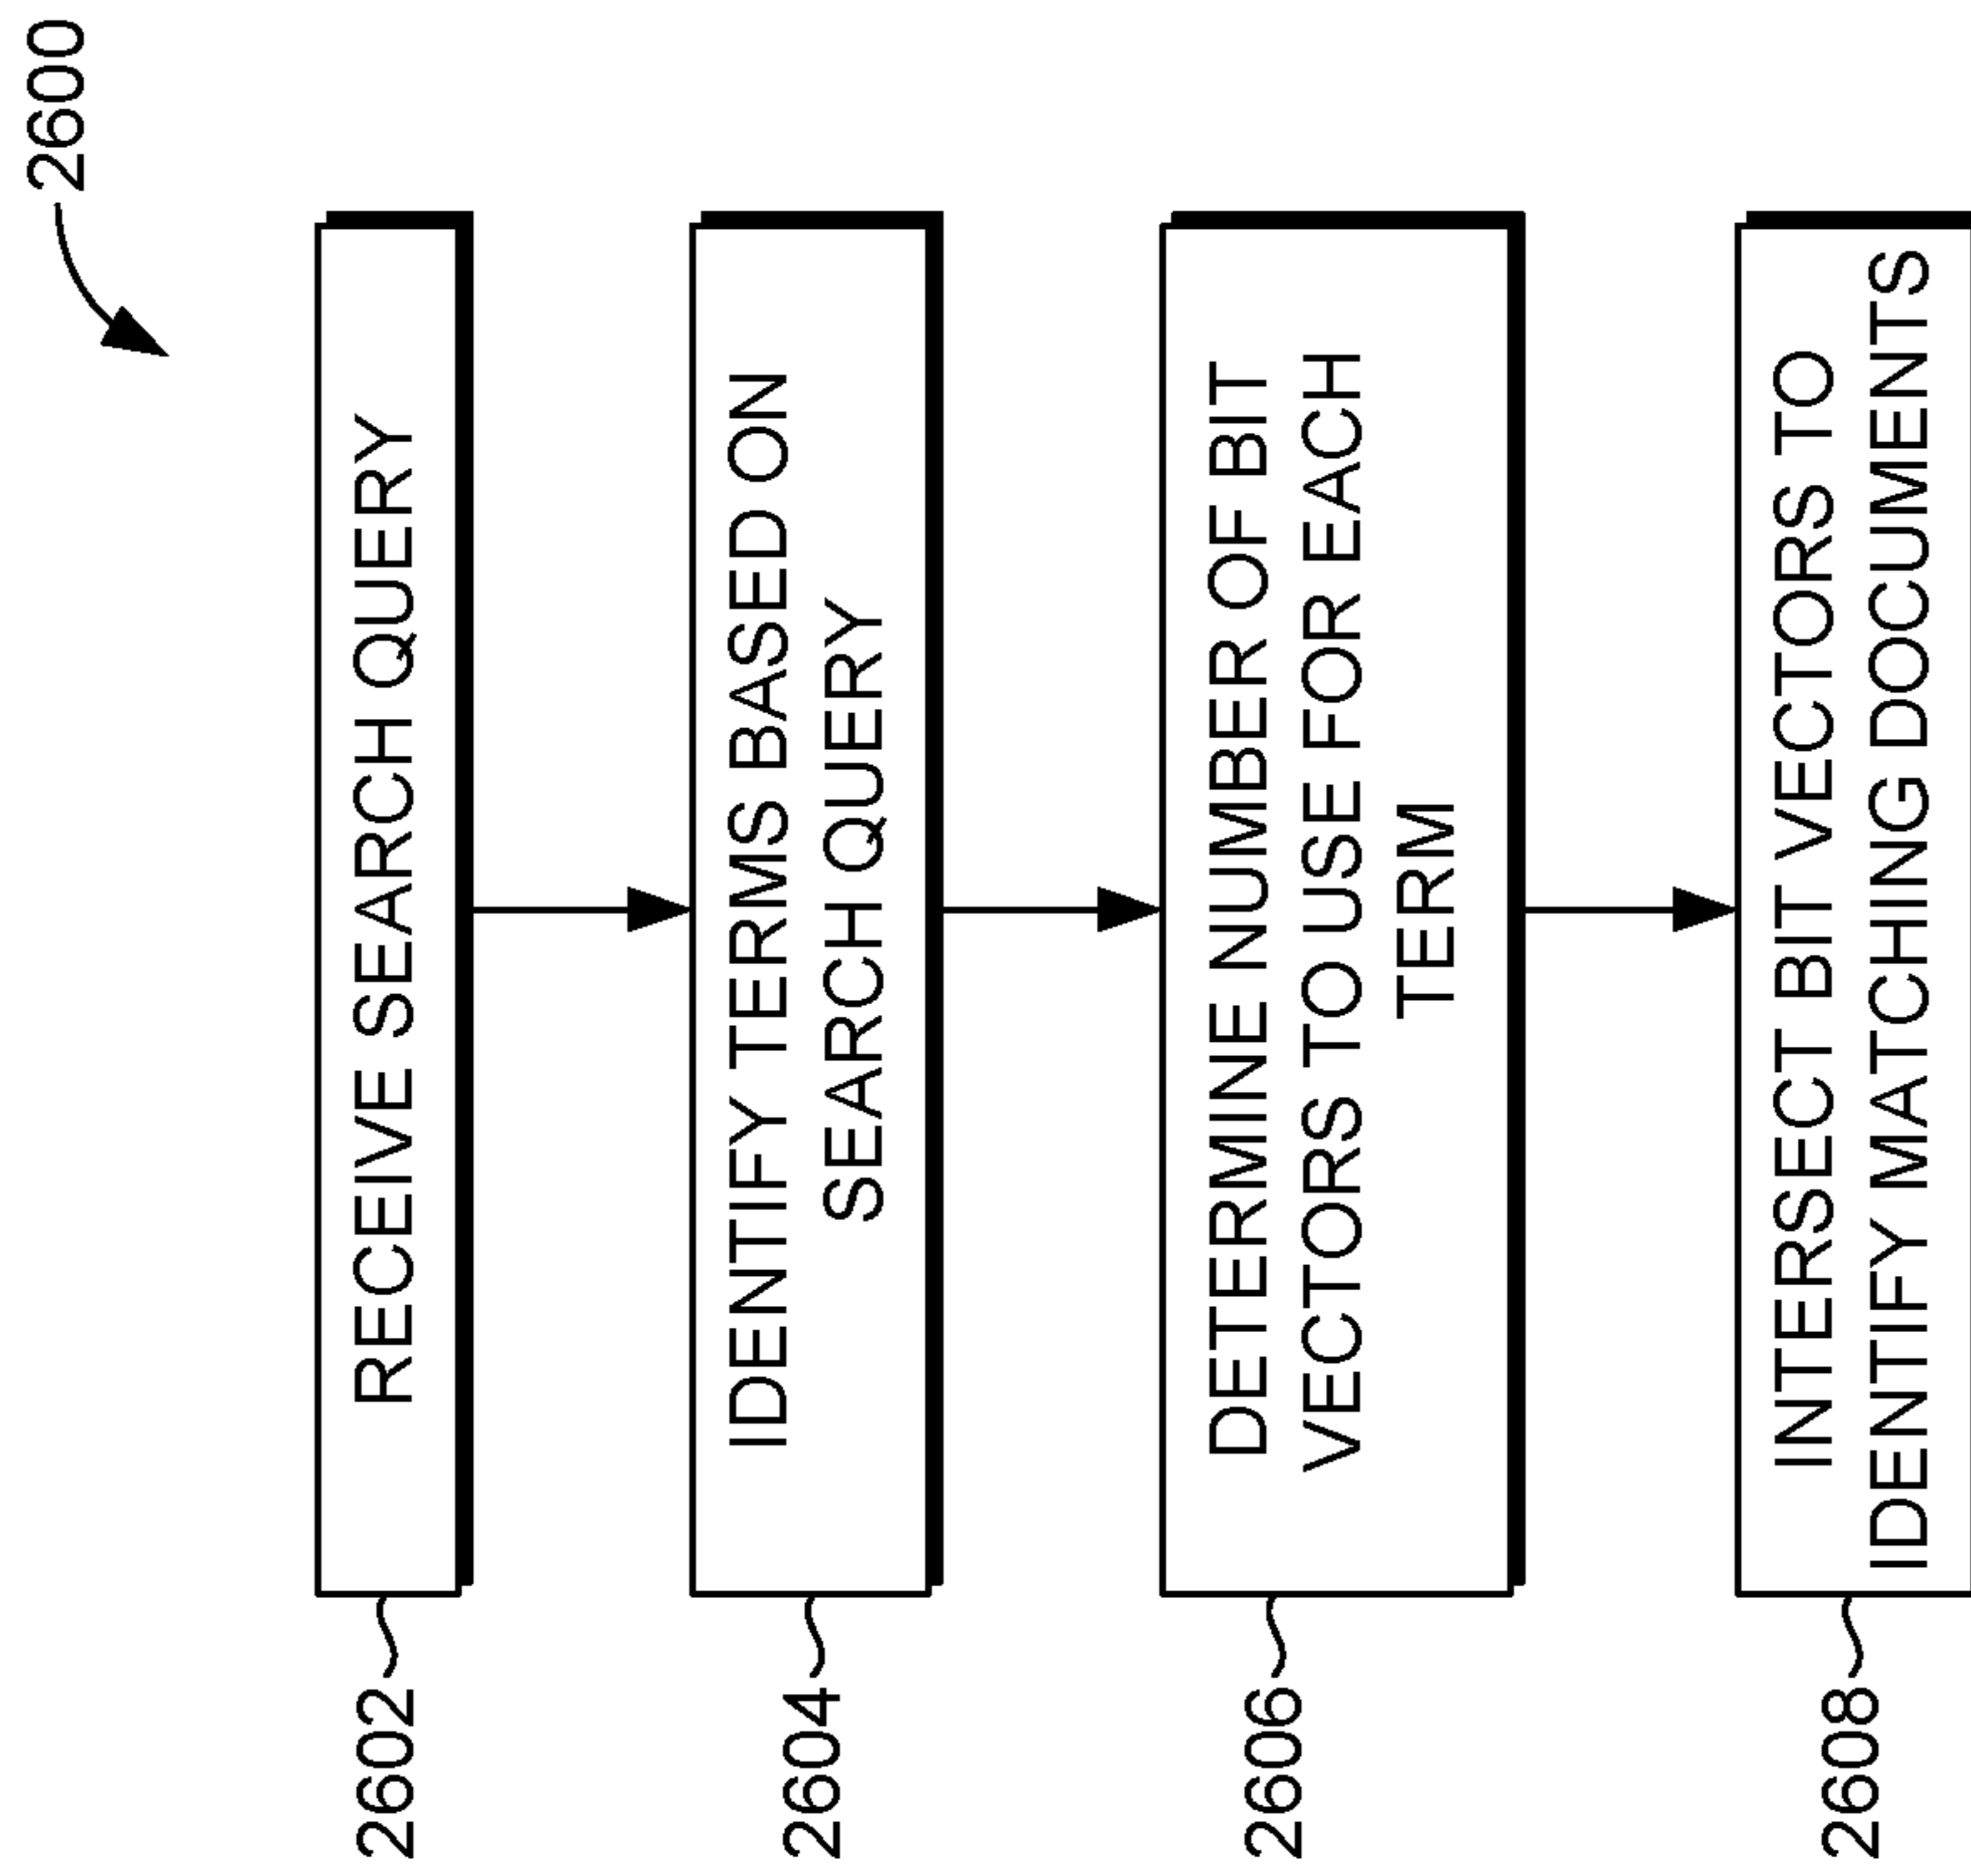 2600
2602
RECEIVE SEARCH QUERY
2604
IDENTIFY TERMS BASED ON
SEARCH QUERY
2606
DETERMINE NUMBER OF BIT
VECTORS TO USE FOR EACH
TERM
2608
INTERSECT BIT VECTORS TO
IDENTIFY MATCHING DOCUMENTS